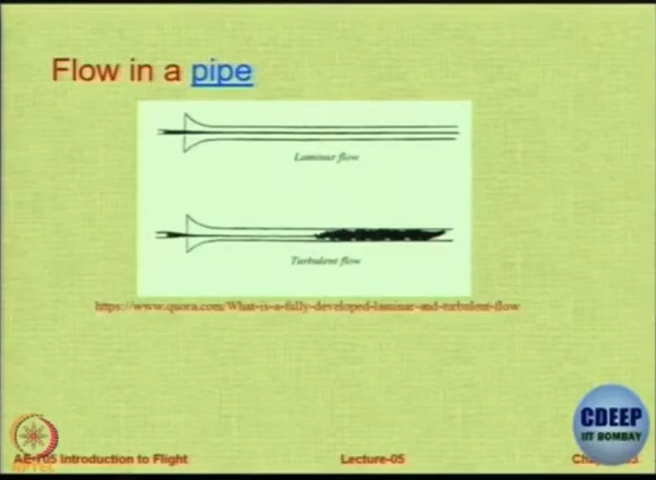 Flow in a pipe
Laminar flow
Turbulent flow
https://www.quora.com/What-is-a-fully-developed-laminar-and-turbulent-flow
CDEEP
IIT BOMBAY
NPTEL
Introduction to Flight
Lecture-05